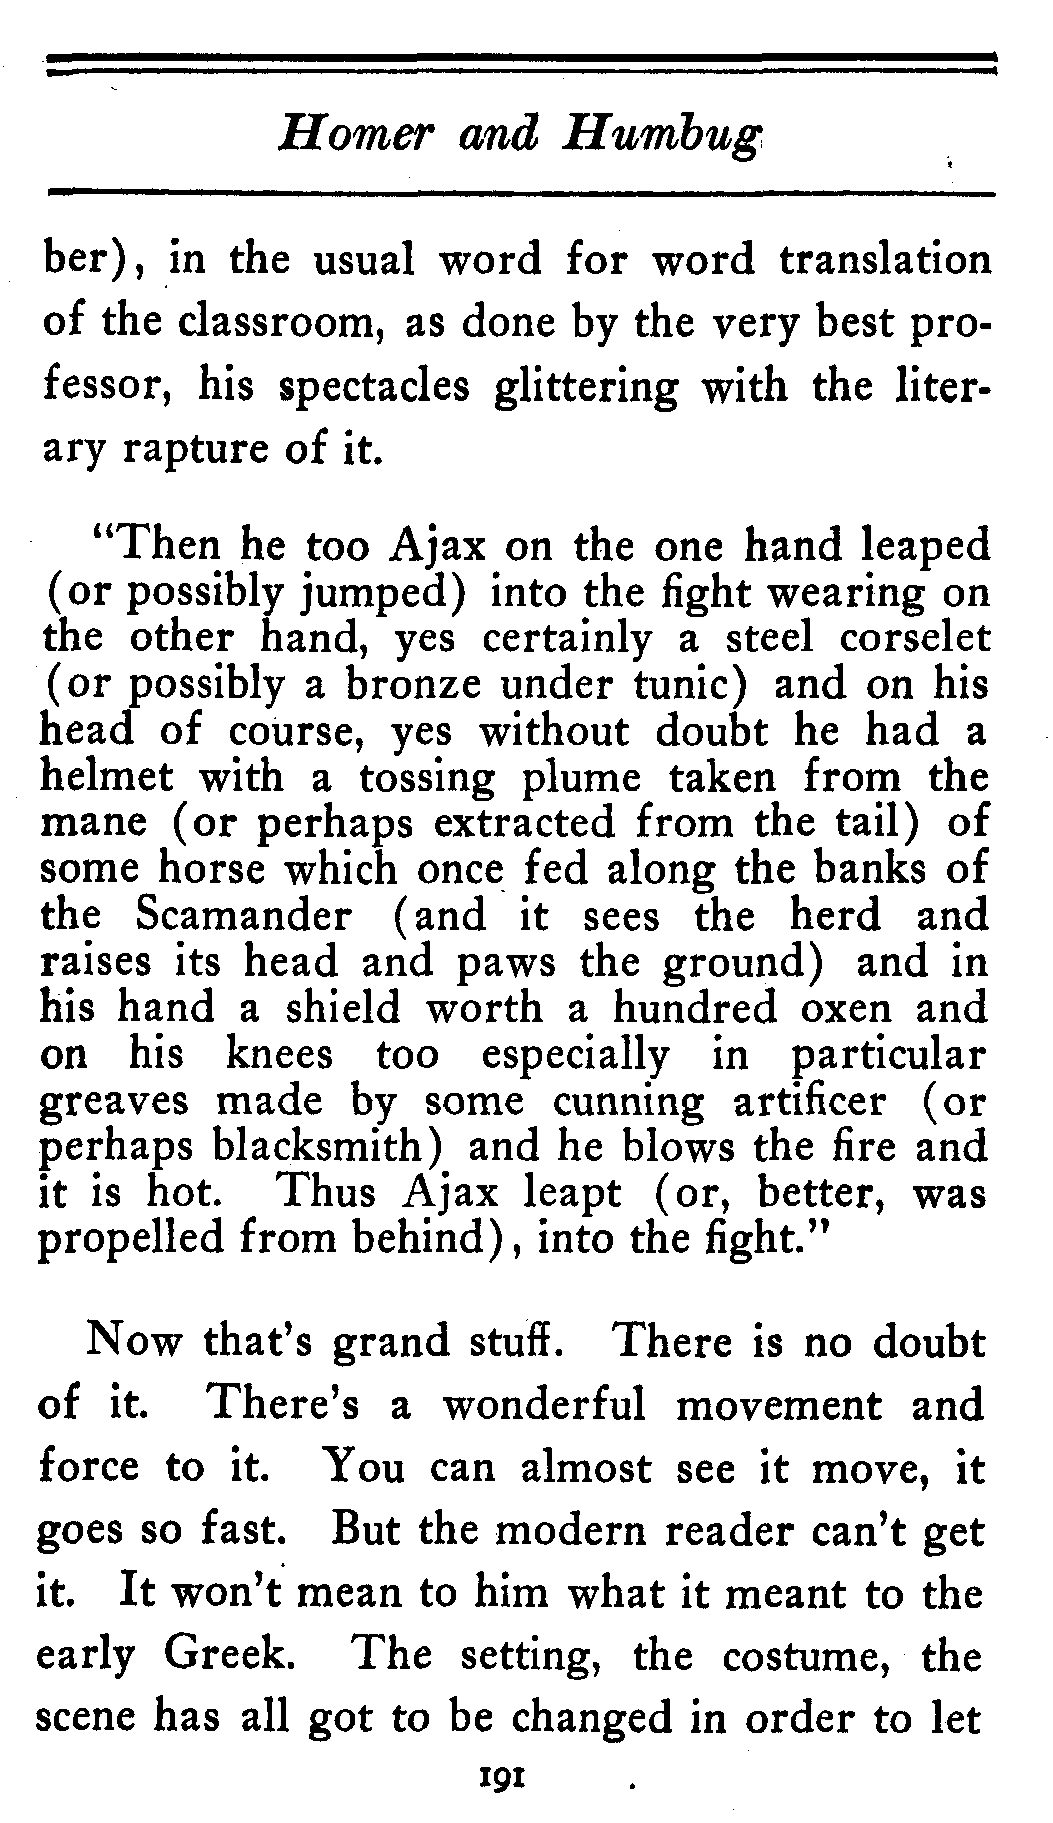 Homer and Humbug
ber), in the usual word for word translation
of the classroom, as done by the very best pro-
fessor, his spectacles glittering with the liter-
ary rapture of it.
"Then he too Ajax on the one hand leaped
(or possibly jumped) into the fight wearing on
the other hand, yes certainly a steel corselet
(or possibly a bronze under tunic) and on his
head of course, yes without doubt he had a
helmet with a tossing plume taken from the
mane (or perhaps extracted from the tail) of
some horse which once fed along the banks of
the Scamander (and it sees the herd and
raises its head and paws the ground) and in
his hand a shield worth a hundred oxen and
on his knees too especially in particular
greaves made by some cunning artificer (or
perhaps blacksmith) and he blows the fire and
it is hot. Thus Ajax leapt (or, better, was
propelled from behind), into the fight."
Now that's grand stuff. There is no doubt
of it. There's a wonderful movement and
force to it. You can almost see it move, it
goes so fast. But the modern reader can't get
it. It won't mean to him what it meant to the
early Greek. The setting, the costume, the
scene has all got to be changed in order to let
191